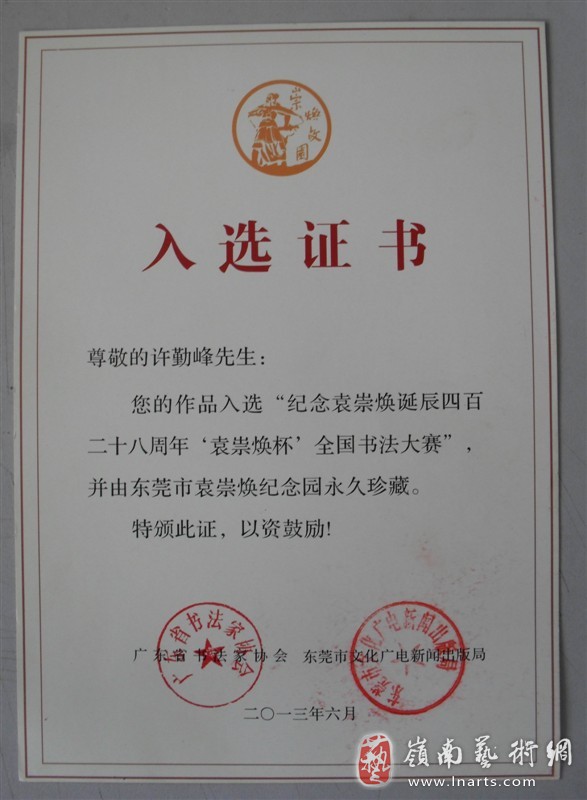 崇焕文园
入选证书
尊敬的许勤峰先生：
您的作品入选“纪念袁崇焕诞辰四百
二十八周年‘袁崇焕杯’全国书法大赛”，
并由东莞市袁崇焕纪念园永久珍藏。
特颁此证，以资鼓励!
广东省书法家协会
东莞市文化广电新闻出版局
广东省书法家协会 东莞市文化广电新闻出版局
二〇一三年六月
嶺南藝術網
www.lnarts.com